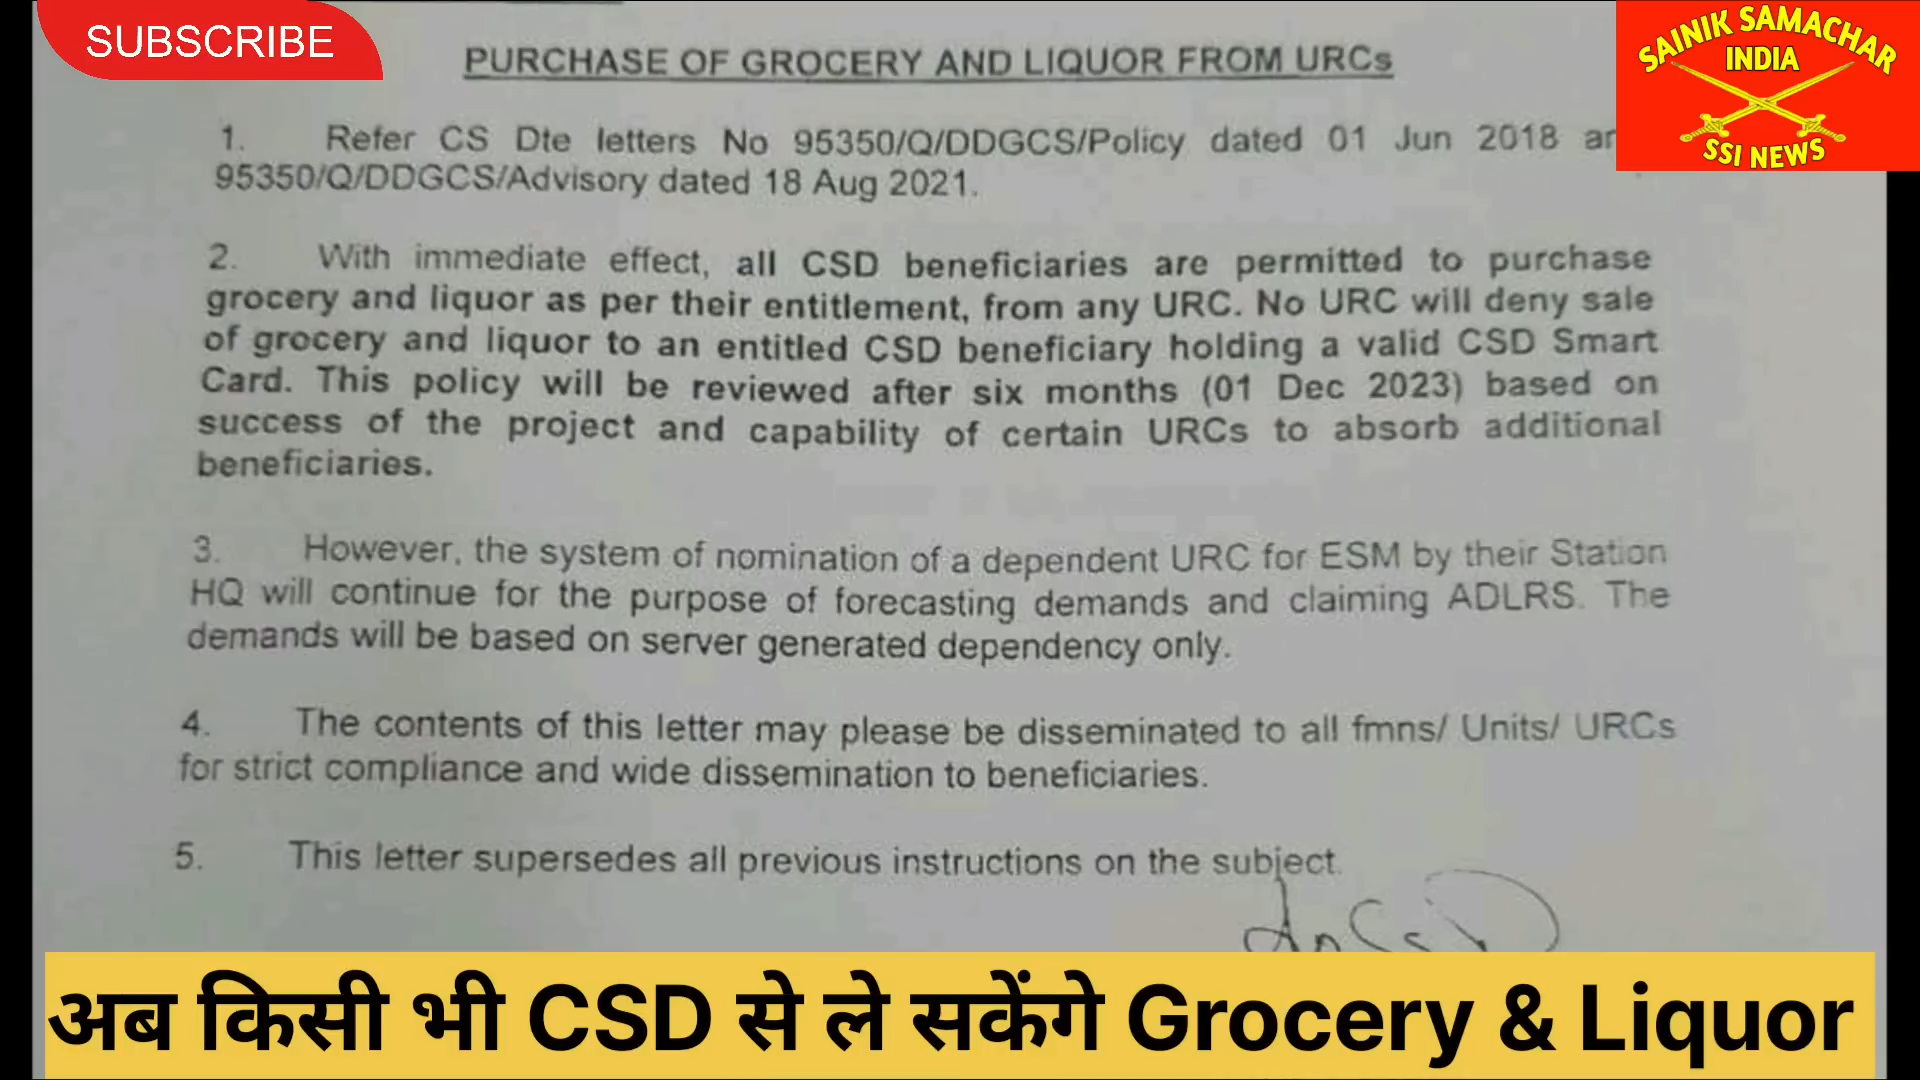 SUBSCRIBE
SAINIK SAMACHAR
INDIA
SSI NEWS
PURCHASE OF GROCERY AND LIQUOR FROM URCs
1. Refer CS Dte letters No 95350/Q/DDGCS/Policy dated 01 Jun 2018
95350/Q/DDGCS/Advisory dated 18 Aug 2021.
2. With immediate effect, all CSD beneficiaries are permitted to purchase
grocery and liquor as per their entitlement, from any URC. No URC will deny sale
of grocery and liquor to an entitled CSD beneficiary holding a valid CSD Smart
Card. This policy will be reviewed after six months (01 Dec 2023) based on
success of the project and capability of certain URCs to absorb additional
beneficiaries.
3. However, the system of nomination of a dependent URC for ESM by their Station
HQ will continue for the purpose of forecasting demands and claiming ADLRS. The
demands will be based on server generated dependency only.
4. The contents of this letter may please be disseminated to all fmns/ Units/ URCs
for strict compliance and wide dissemination to beneficiaries.
5. This letter supersedes all previous instructions on the subject.
अब किसी भी CSD से ले सकेंगे Grocery & Liquor